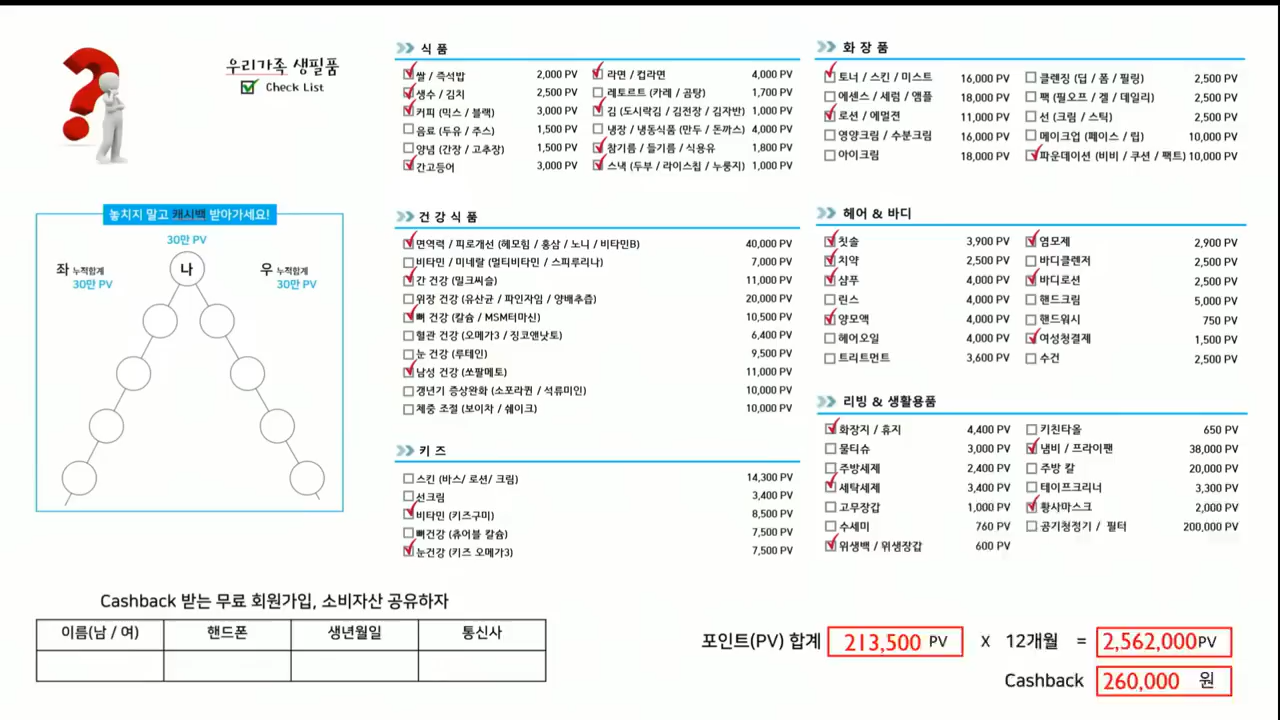 우리가족 생필품
Check List
놓치지 말고 캐시백 받아가세요!
30만 PV
좌 누적합계
30만 PV
나
우 누적합계
30만 PV
식 품
쌀 / 즉석밥 2,000 PV
생수 / 김치 2,500 PV
커피 (믹스 / 블랙) 3,000 PV
음료 (두유 / 주스) 1,500 PV
양념 (간장 / 고추장) 1,500 PV
간고등어 3,000 PV
라면 / 컵라면 4,000 PV
레토르트 (카레 / 곰탕) 1,700 PV
김 (도시락김 / 김전장 / 김자반) 1,000 PV
냉장 / 냉동식품 (만두 / 돈까스) 4,000 PV
참기름 / 들기름 / 식용유 1,800 PV
스낵 (두부 / 라이스칩 / 누룽지) 1,000 PV
건 강 식 품
면역력 / 피로개선 (헤모힘 / 홍삼 / 노니 / 비타민B) 40,000 PV
비타민 / 미네랄 (멀티비타민 / 스피루리나) 7,000 PV
간 건강 (밀크씨슬) 11,000 PV
위장 건강 (유산균 / 파인자임 / 양배추즙) 20,000 PV
뼈 건강 (칼슘 / MSM터마신) 10,500 PV
혈관 건강 (오메가3 / 징코앤낫토) 6,400 PV
눈 건강 (루테인) 9,500 PV
남성 건강 (쏘팔메토) 11,000 PV
갱년기 증상완화 (소포라퀸 / 석류미인) 10,000 PV
체중 조절 (보이차 / 쉐이크) 10,000 PV
키 즈
스킨 (바스/ 로션/ 크림) 14,300 PV
선크림 3,400 PV
비타민 (키즈구미) 8,500 PV
뼈건강 (츄어블 칼슘) 7,500 PV
눈건강 (키즈 오메가3) 7,500 PV
화 장 품
토너 / 스킨 / 미스트 16,000 PV
에센스 / 세럼 / 앰플 18,000 PV
로션 / 에멀젼 11,000 PV
영양크림 / 수분크림 16,000 PV
아이크림 18,000 PV
클렌징 (딥 / 폼 / 필링) 2,500 PV
팩 (필오프 / 겔 / 데일리) 2,500 PV
선 (크림 / 스틱) 2,500 PV
메이크업 (페이스 / 립) 10,000 PV
파운데이션 (비비 / 쿠션 / 팩트) 10,000 PV
헤어 & 바디
칫솔 3,900 PV
치약 2,500 PV
샴푸 4,000 PV
린스 4,000 PV
양모액 4,000 PV
헤어오일 4,000 PV
트리트먼트 3,600 PV
염모제 2,900 PV
바디클렌저 2,500 PV
바디로션 2,500 PV
핸드크림 5,000 PV
핸드워시 750 PV
여성청결제 1,500 PV
수건 2,500 PV
리빙 & 생활용품
화장지 / 휴지 4,400 PV
물티슈 3,000 PV
주방세제 2,400 PV
세탁세제 3,400 PV
고무장갑 1,000 PV
수세미 760 PV
위생백 / 위생장갑 600 PV
키친타올 650 PV
냄비 / 프라이팬 38,000 PV
주방 칼 20,000 PV
테이프크리너 3,300 PV
황사마스크 2,000 PV
공기청정기 / 필터 200,000 PV
Cashback 받는 무료 회원가입, 소비자산 공유하자
이름(남 / 여) 핸드폰 생년월일 통신사
포인트(PV) 합계 213,500 PV X 12개월 = 2,562,000PV
Cashback 260,000 원